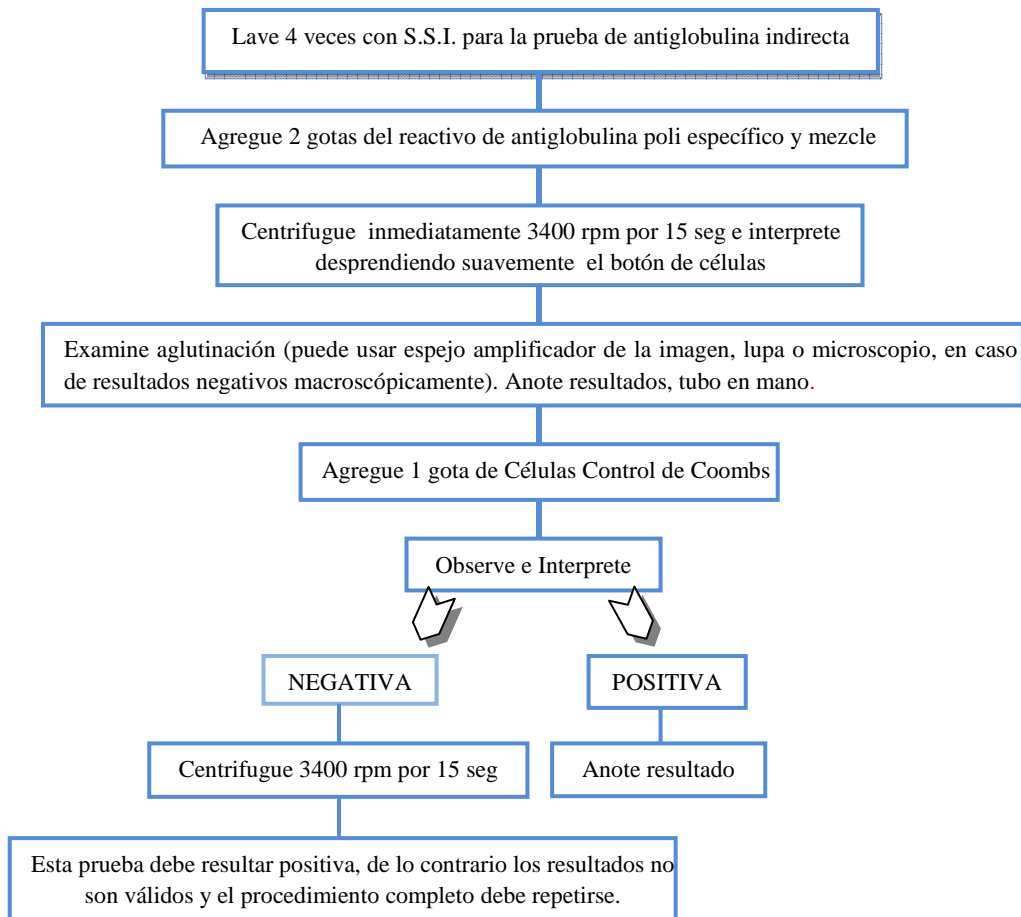 Lave 4 veces con S.S.I. para la prueba de antiglobulina indirecta
Agregue 2 gotas del reactivo de antiglobulina poli específico y mezcle
Centrifugue inmediatamente 3400 rpm por 15 seg e interprete
desprendiendo suavemente el botón de células
Examine aglutinación (puede usar espejo amplificador de la imagen, lupa o microscopio, en caso
de resultados negativos macroscópicamente). Anote resultados, tubo en mano.
Agregue 1 gota de Células Control de Coombs
Observe e Interprete
NEGATIVA
POSITIVA
Centrifugue 3400 rpm por 15 seg
Anote resultado
Esta prueba debe resultar positiva, de lo contrario los resultados no
son válidos y el procedimiento completo debe repetirse.